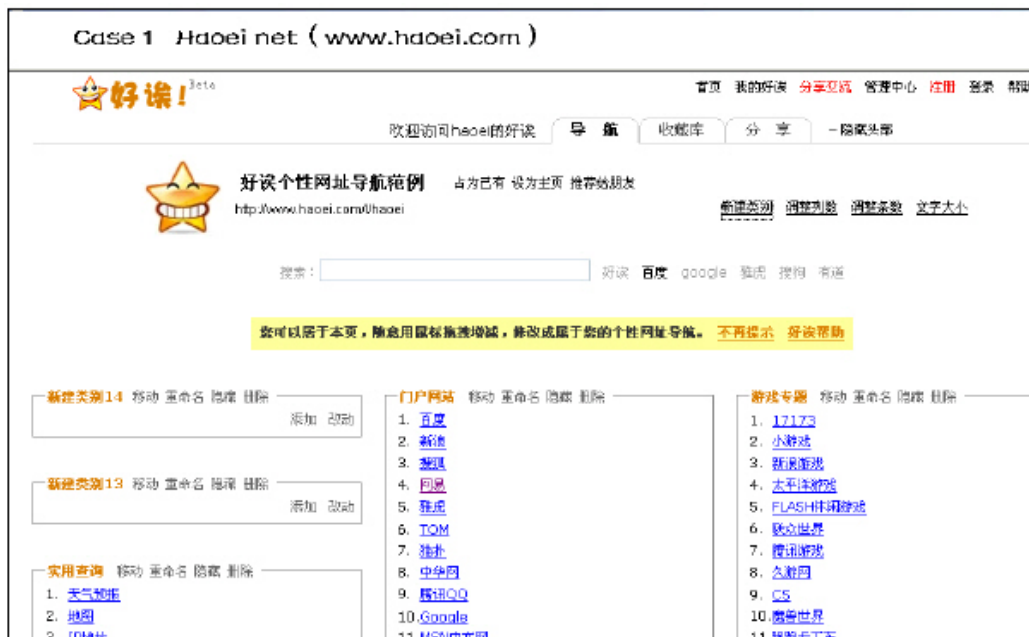 Case 1 Haoei net（www.haoei.com）
好诶! Beta
首页 我的好诶 分享交流 管理中心 注册 登录 帮助
欢迎访问haoei的好诶 导 航 收藏库 分 享 －隐藏头部
好诶个性网址导航范例 占为己有 设为主页 推荐给朋友
http://www.haoei.com/i/haoei
新建类别 调整列数 调整条数 文字大小
搜索： 好诶 百度 google 雅虎 搜狗 有道
您可以居于本页，随意用鼠标拖拽增减，修改成属于您的个性网址导航。 不再提示 好诶帮助
新建类别14 移动 重命名 隐藏 删除
添加 改动
新建类别13 移动 重命名 隐藏 删除
添加 改动
实用查询 移动 重命名 隐藏 删除
1. 天气预报
2. 地图
门户网站 移动 重命名 隐藏 删除
1. 百度
2. 新浪
3. 搜狐
4. 网易
5. 雅虎
6. TOM
7. 猫扑
8. 中华网
9. 腾讯QQ
10.Google
11.MSN中文网
游戏专题 移动 重命名 隐藏 删除
1. 17173
2. 小游戏
3. 新浪游戏
4. 太平洋游戏
5. FLASH休闲游戏
6. 联众世界
7. 腾讯游戏
8. 久游网
9. CS
10.魔兽世界